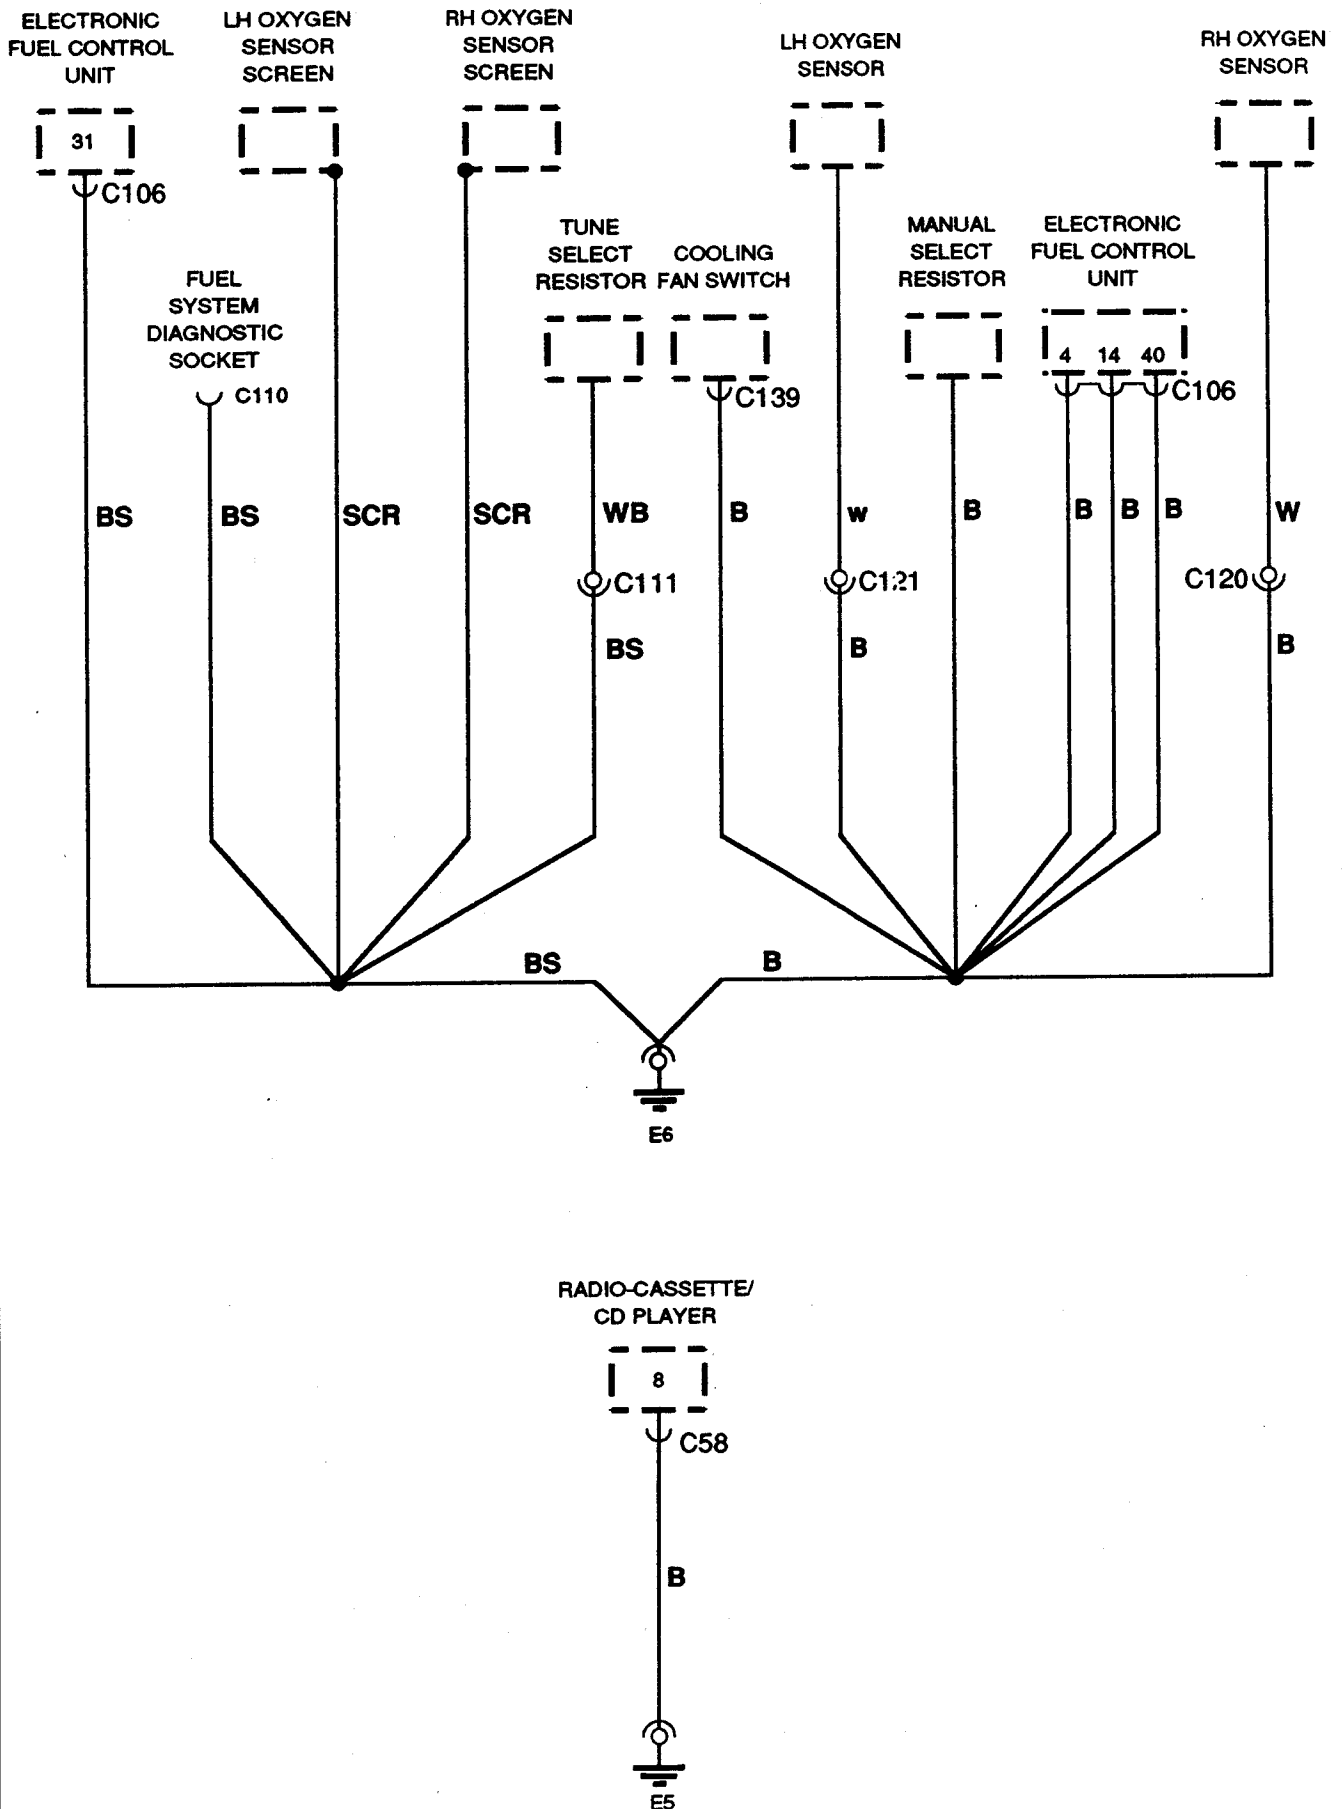 ELECTRONIC
FUEL CONTROL
UNIT
31
C106
LH OXYGEN
SENSOR
SCREEN
RH OXYGEN
SENSOR
SCREEN
LH OXYGEN
SENSOR
RH OXYGEN
SENSOR
FUEL
SYSTEM
DIAGNOSTIC
SOCKET
C110
TUNE
SELECT
RESISTOR
COOLING
FAN SWITCH
C139
MANUAL
SELECT
RESISTOR
ELECTRONIC
FUEL CONTROL
UNIT
4 14 40
C106
BS
BS
SCR
SCR
WB
B
W
B
B
B
B
W
C111
C121
C120
BS
B
B
BS
B
E6
RADIO-CASSETTE/
CD PLAYER
8
C58
B
E5